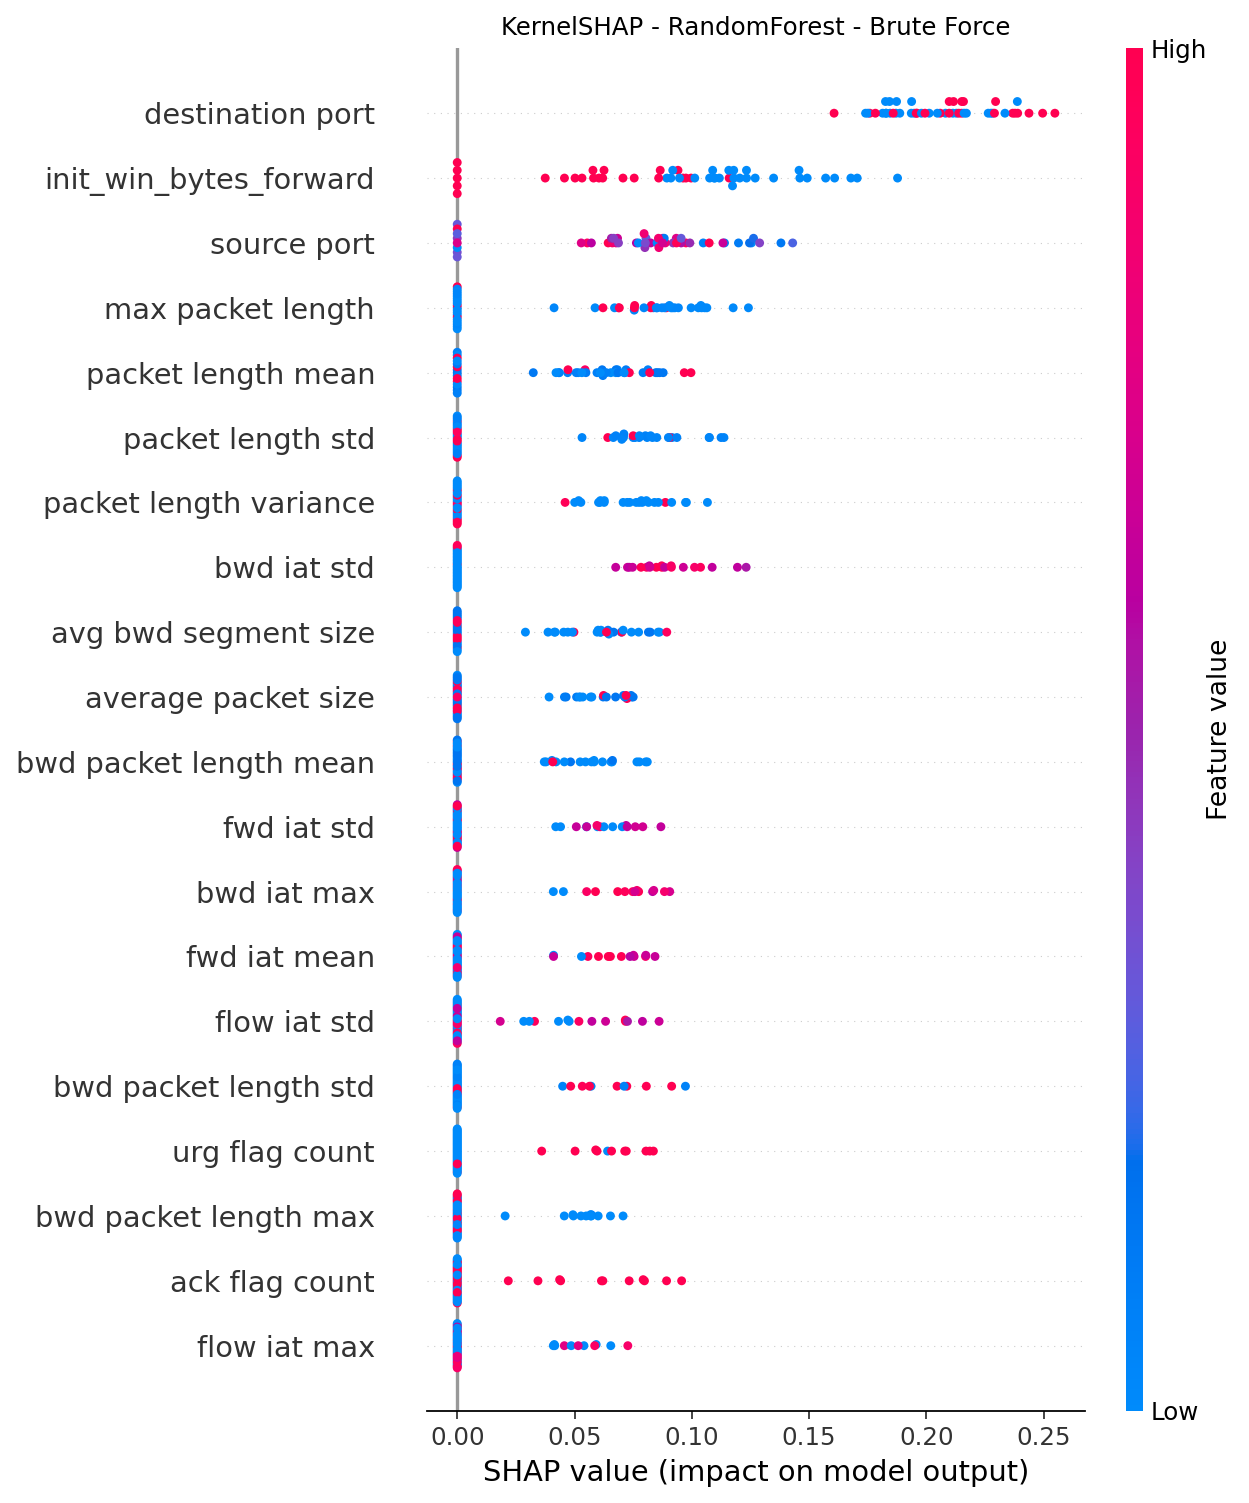 KernelSHAP - RandomForest - Brute Force
High
destination port
init_win_bytes_forward
source port
max packet length
packet length mean
packet length std
packet length variance
bwd iat std
avg bwd segment size
average packet size
bwd packet length mean
fwd iat std
bwd iat max
fwd iat mean
flow iat std
bwd packet length std
urg flag count
bwd packet length max
ack flag count
flow iat max
Feature value
Low
0.00 0.05 0.10 0.15 0.20 0.25
SHAP value (impact on model output)